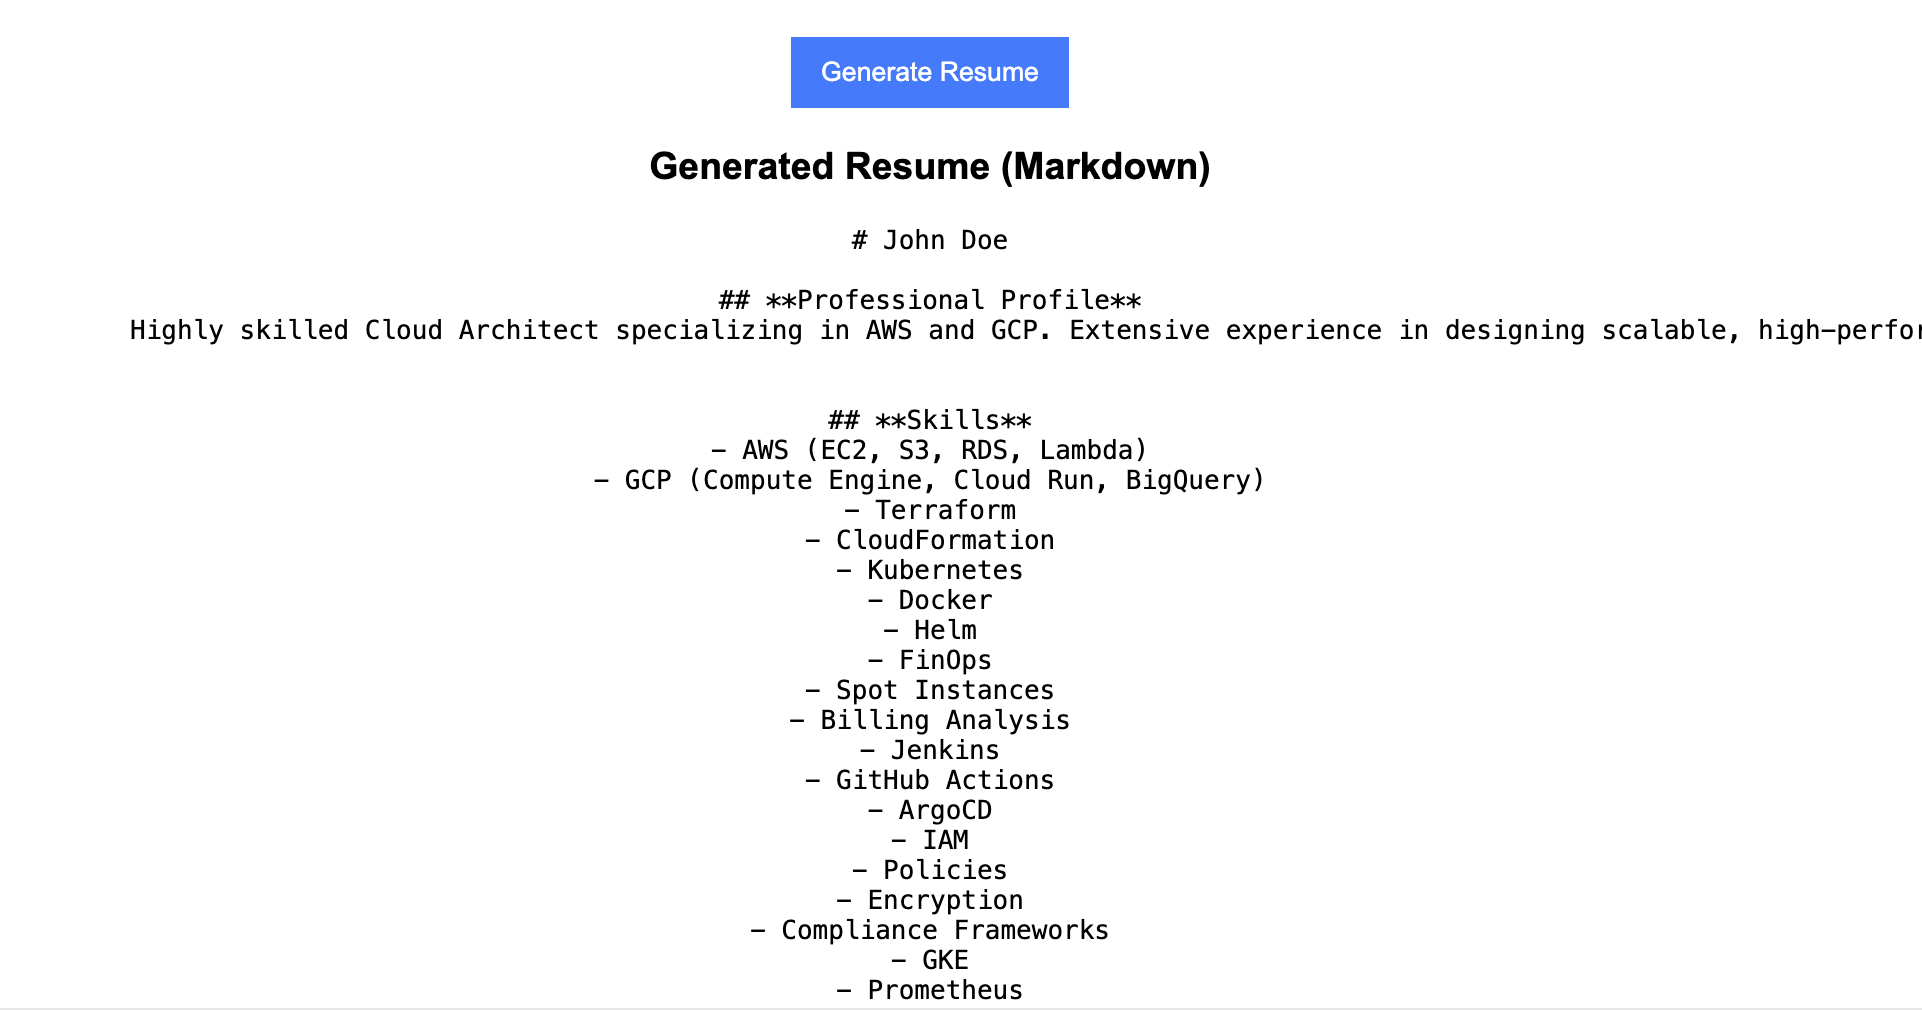 Generate Resume
Generated Resume (Markdown)
# John Doe
## **Professional Profile**
Highly skilled Cloud Architect specializing in AWS and GCP. Extensive experience in designing scalable, high-perfor
## **Skills**
- AWS (EC2, S3, RDS, Lambda)
- GCP (Compute Engine, Cloud Run, BigQuery)
- Terraform
- CloudFormation
- Kubernetes
- Docker
- Helm
- FinOps
- Spot Instances
- Billing Analysis
- Jenkins
- GitHub Actions
- ArgoCD
- IAM
- Policies
- Encryption
- Compliance Frameworks
- GKE
- Prometheus